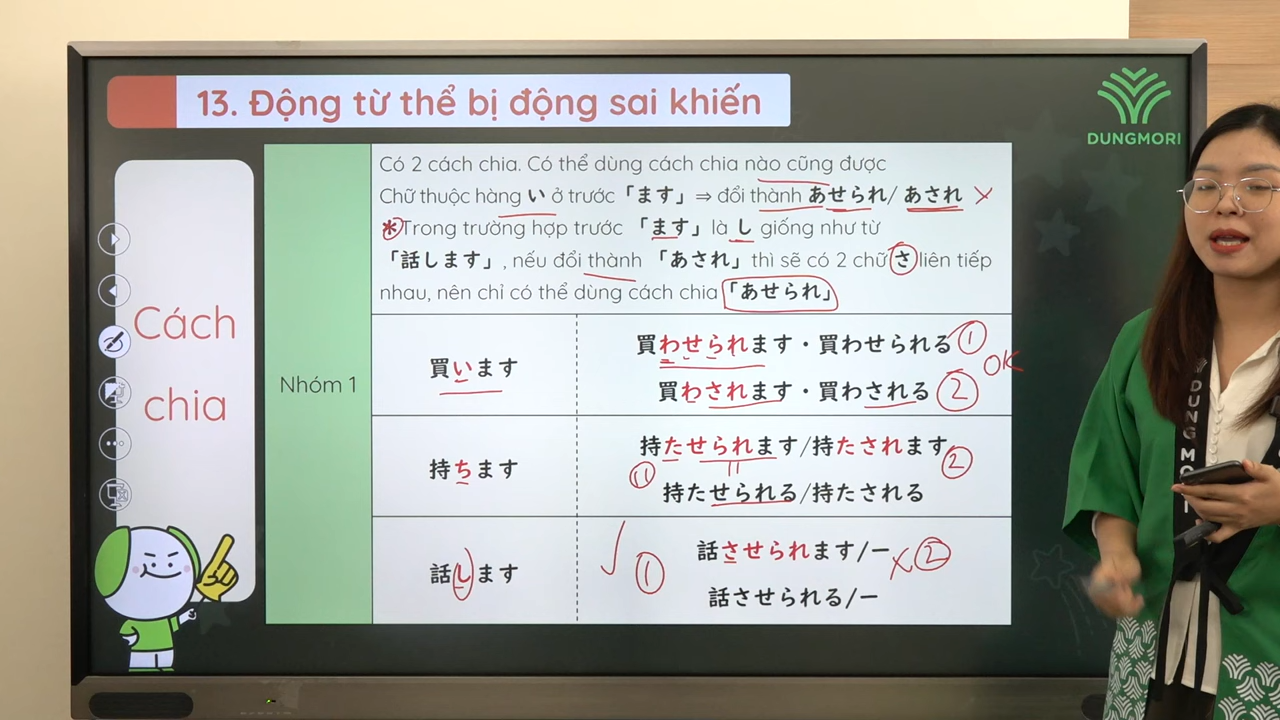 13. Động từ thể bị động sai khiến
DUNGMORI
Cách
chia
Nhóm 1
Có 2 cách chia. Có thể dùng cách chia nào cũng được
Chữ thuộc hàng い ở trước「ます」⇒ đổi thành あせられ/ あされ ×
*Trong trường hợp trước 「ます」là し giống như từ
「話します」, nếu đổi thành 「あされ」thì sẽ có 2 chữ さ liên tiếp
nhau, nên chỉ có thể dùng cách chia「あせられ」
買います
買わせられます・買わせられる ①
OK
買わされます・買わされる ②
持ちます
持たせられます/持たされます ②
①
持たせられる/持たされる
話します
① 話させられます/ー × ②
話させられる/ー
DUNG MORI